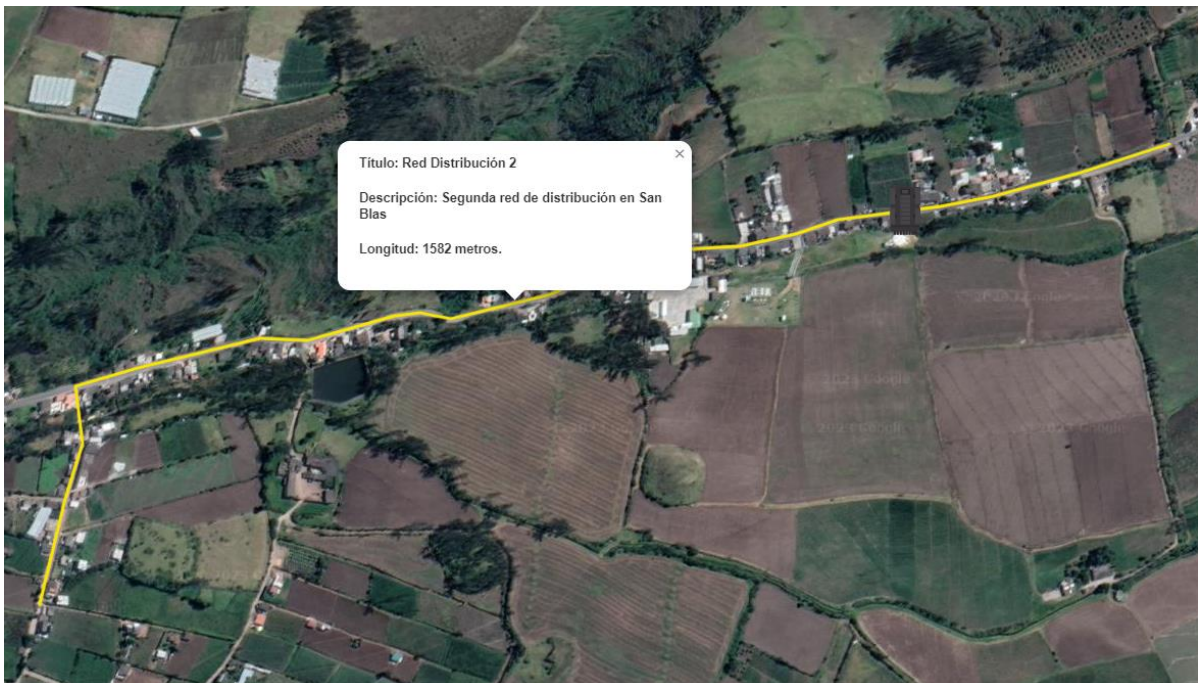 Título: Red Distribución 2
×
Descripción: Segunda red de distribución en San
Blas
Longitud: 1582 metros.